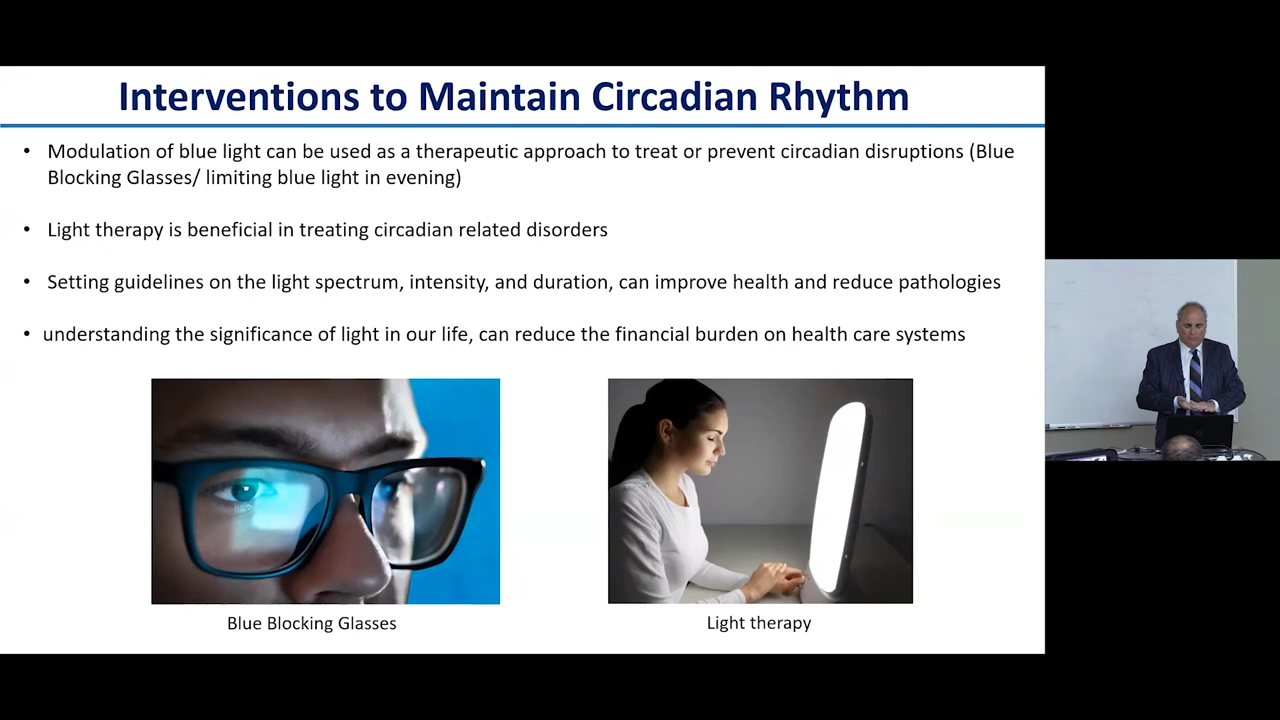 Interventions to Maintain Circadian Rhythm
• Modulation of blue light can be used as a therapeutic approach to treat or prevent circadian disruptions (Blue
Blocking Glasses/ limiting blue light in evening)
• Light therapy is beneficial in treating circadian related disorders
• Setting guidelines on the light spectrum, intensity, and duration, can improve health and reduce pathologies
• understanding the significance of light in our life, can reduce the financial burden on health care systems
Blue Blocking Glasses
Light therapy